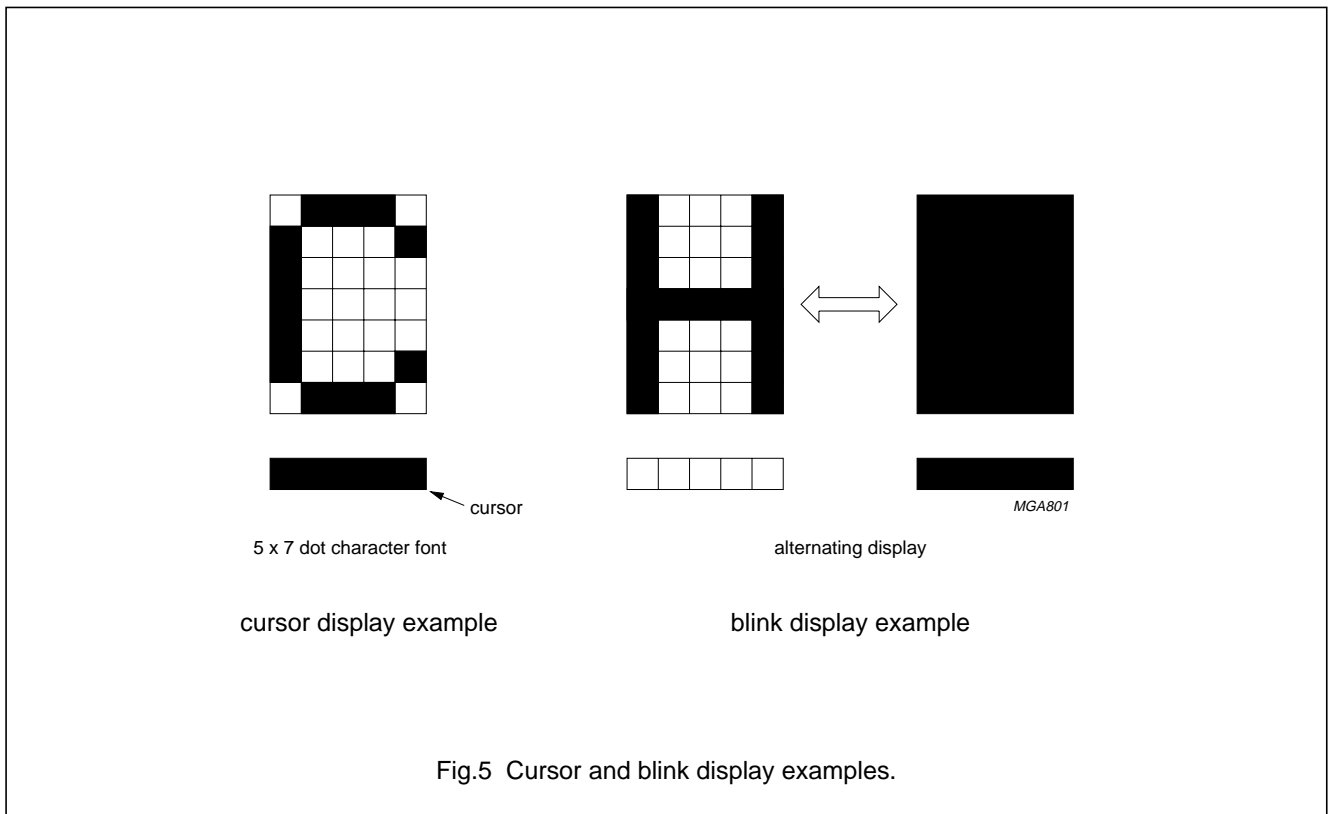 cursor
MGA801
5 x 7 dot character font
alternating display
cursor display example
blink display example
Fig.5 Cursor and blink display examples.